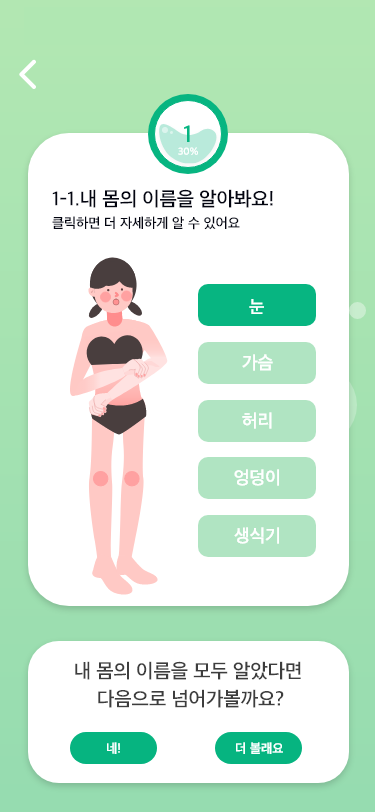 1
30%
1-1.내 몸의 이름을 알아봐요!
클릭하면 더 자세하게 알 수 있어요
눈
가슴
허리
엉덩이
생식기
내 몸의 이름을 모두 알았다면
다음으로 넘어가볼까요?
네!
더 볼래요